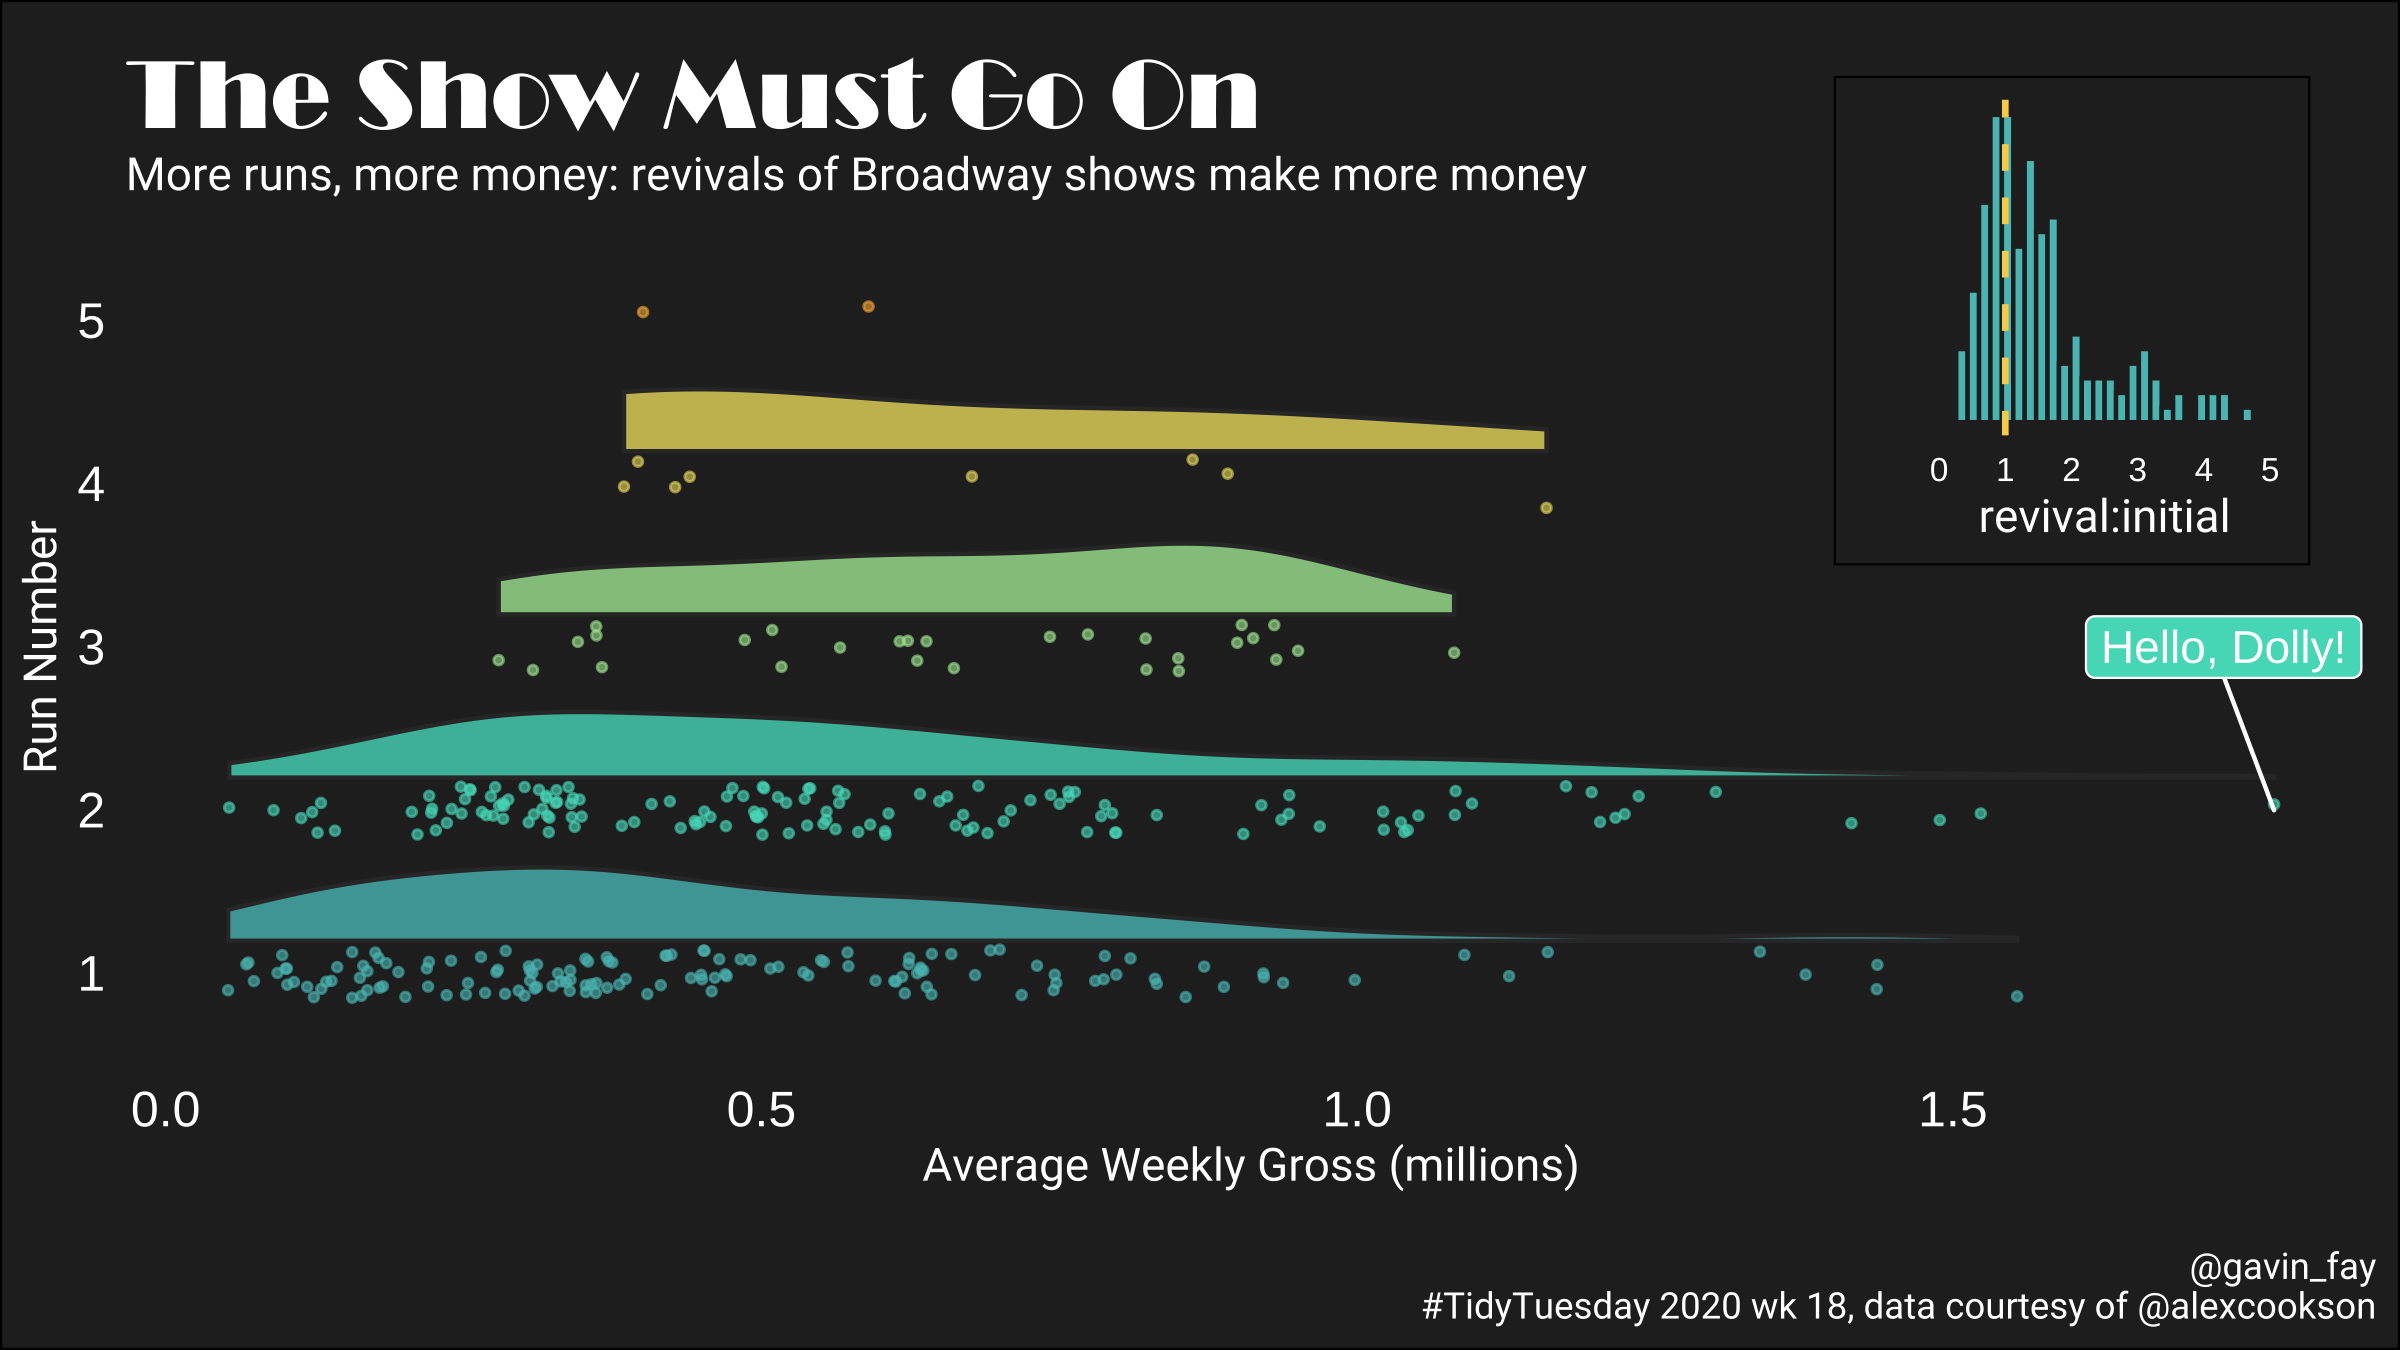 The Show Must Go On
More runs, more money: revivals of Broadway shows make more money
0 1 2 3 4 5
revival:initial
Run Number
5
4
3
2
1
Hello, Dolly!
0.0 0.5 1.0 1.5
Average Weekly Gross (millions)
@gavin_fay
#TidyTuesday 2020 wk 18, data courtesy of @alexcookson